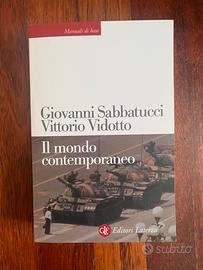 Manuali di base
Giovanni Sabbatucci
Vittorio Vidotto
Il mondo
contemporaneo
Editori Laterza
subito